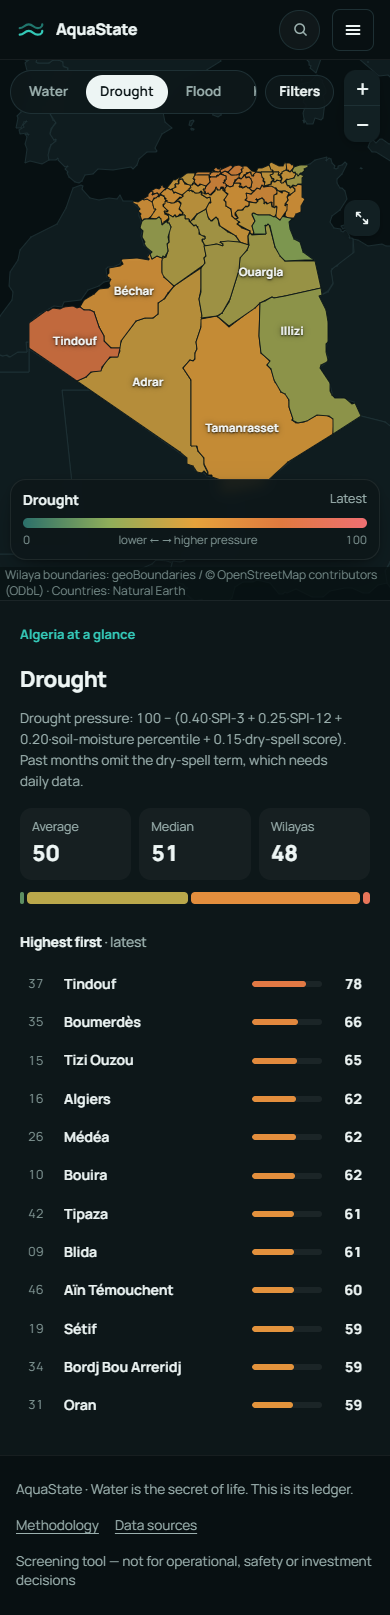 AquaState
Water Drought Flood Filters
+
−
Ouargla
Béchar
Illizi
Tindouf
Adrar
Tamanrasset
Drought Latest
0 lower ← → higher pressure 100
Wilaya boundaries: geoBoundaries / © OpenStreetMap contributors
(ODbL) · Countries: Natural Earth
Algeria at a glance
Drought
Drought pressure: 100 − (0.40·SPI-3 + 0.25·SPI-12 +
0.20·soil-moisture percentile + 0.15·dry-spell score).
Past months omit the dry-spell term, which needs
daily data.
Average Median Wilayas
50 51 48
Highest first · latest
37 Tindouf 78
35 Boumerdès 66
15 Tizi Ouzou 65
16 Algiers 62
26 Médéa 62
10 Bouira 62
42 Tipaza 61
09 Blida 61
46 Aïn Témouchent 60
19 Sétif 59
34 Bordj Bou Arreridj 59
31 Oran 59
AquaState · Water is the secret of life. This is its ledger.
Methodology Data sources
Screening tool — not for operational, safety or investment
decisions